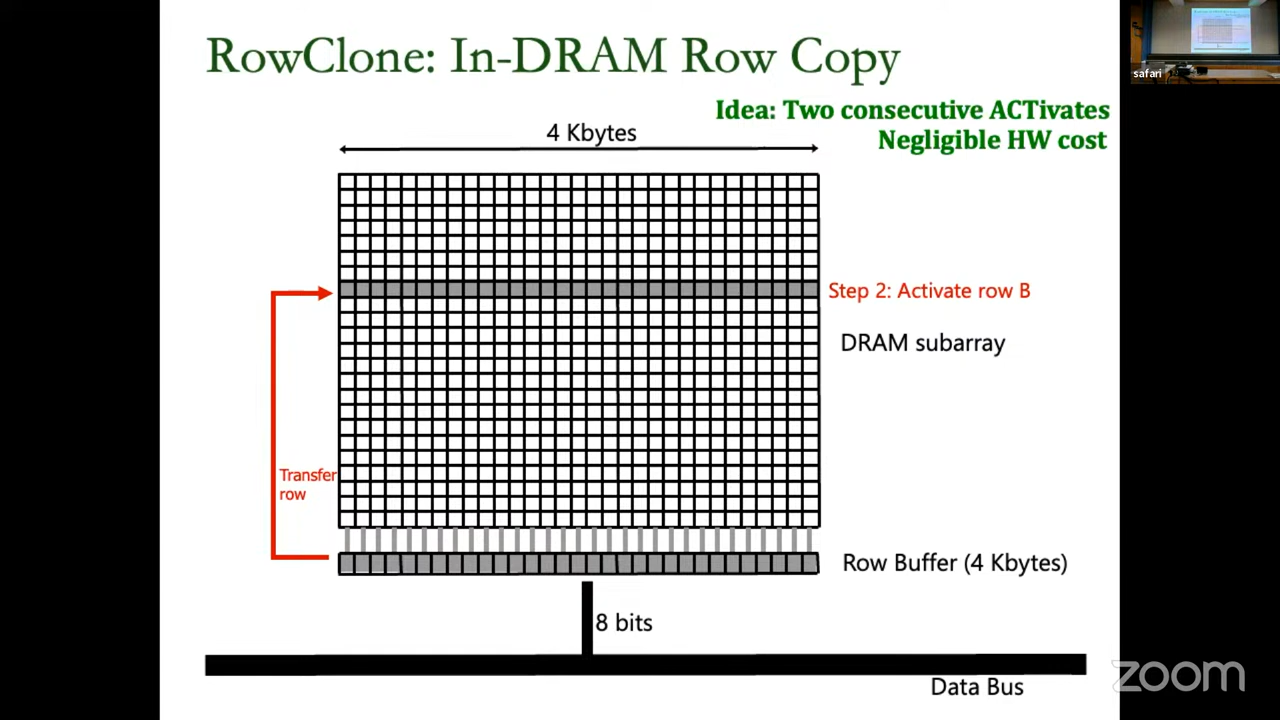 RowClone: In-DRAM Row Copy
safari
Idea: Two consecutive ACTivates
Negligible HW cost
4 Kbytes
Step 2: Activate row B
DRAM subarray
Transfer
row
Row Buffer (4 Kbytes)
8 bits
Data Bus
zoom